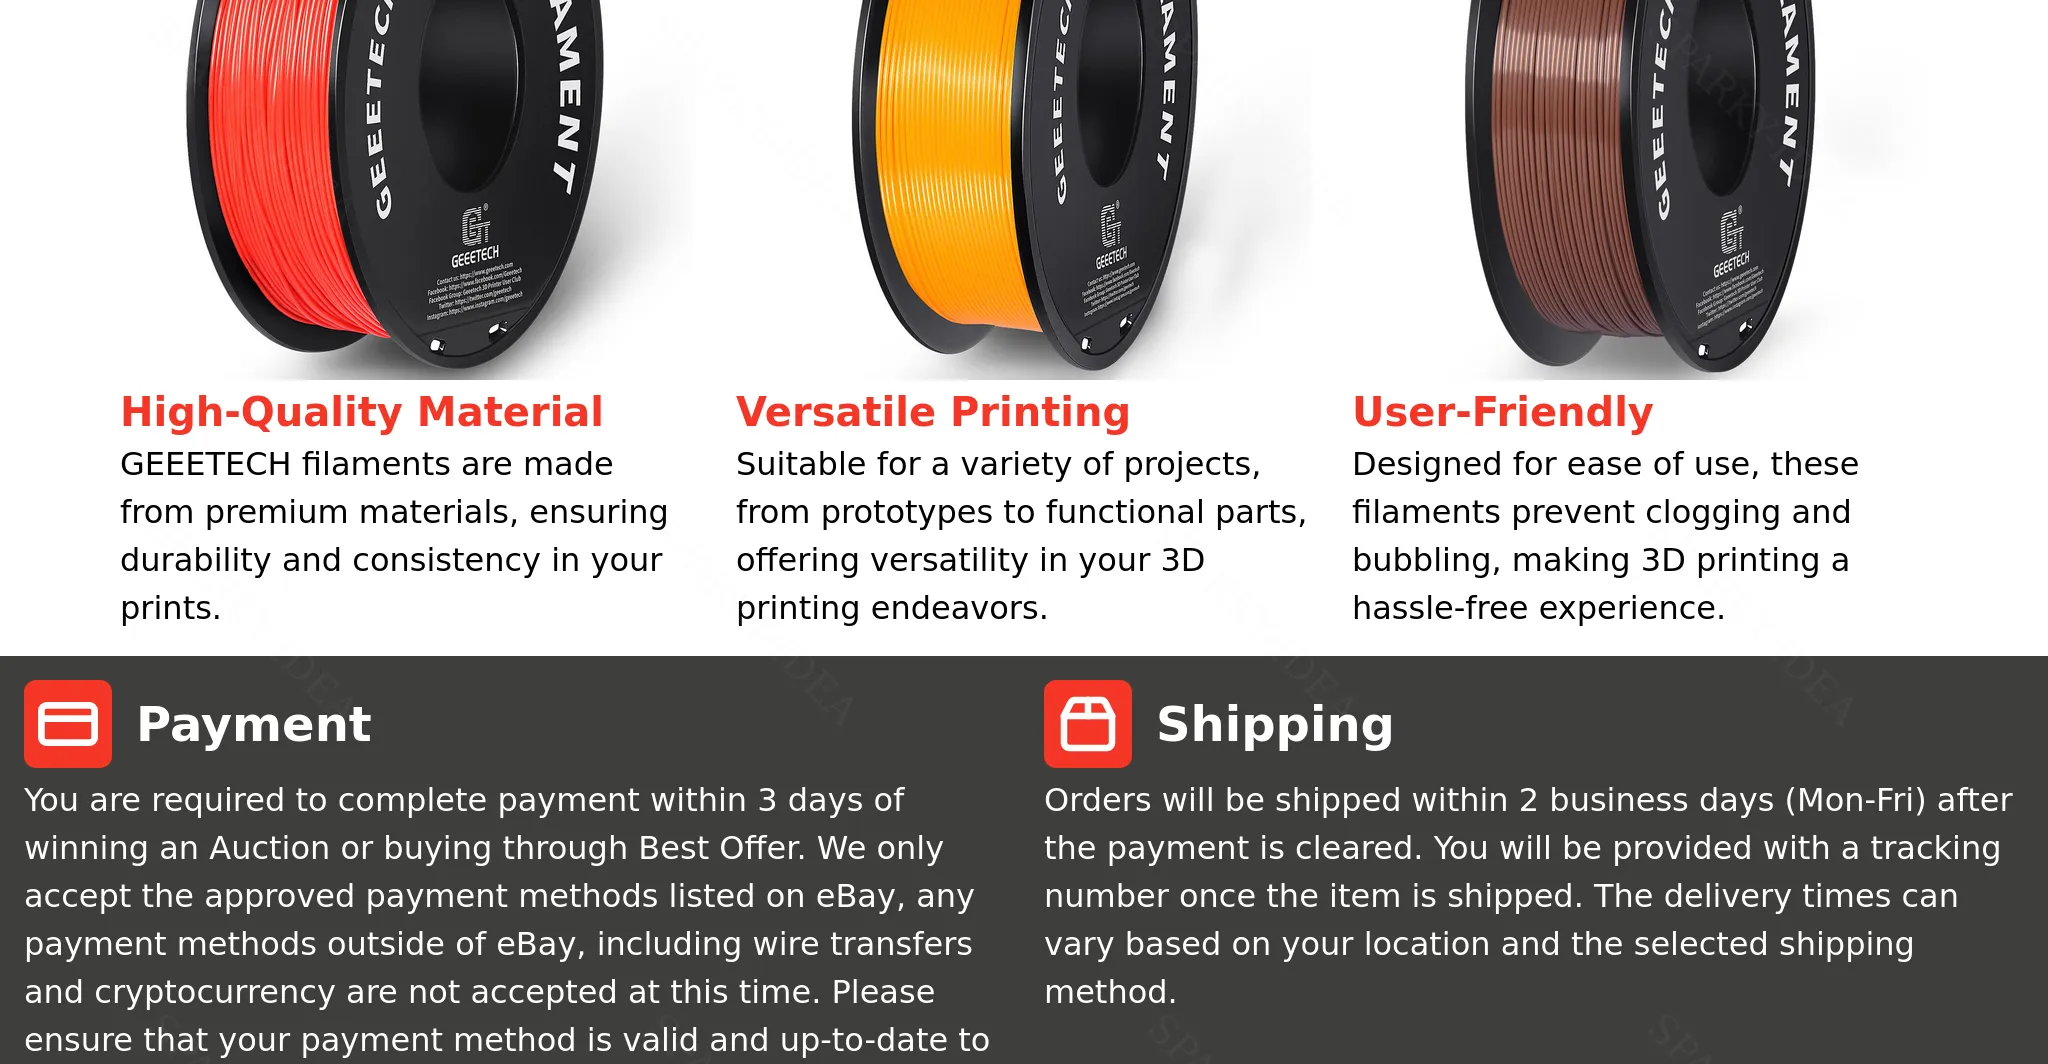 GEEETECH
FILAMENT
GEEETECH
Contact us: https://www.geeetech.com
Facebook: https://www.facebook.com/Geeetech
Facebook Group: Geeetech 3D Printer User Club
Twitter: https://twitter.com/geeetech
Instagram: https://www.instagram.com/geeetech
GEEETEC
AMENT
GEEETECH
GEEETEC
AMENT
GEEETECH
High-Quality Material
GEEETECH filaments are made
from premium materials, ensuring
durability and consistency in your
prints.
Versatile Printing
Suitable for a variety of projects,
from prototypes to functional parts,
offering versatility in your 3D
printing endeavors.
User-Friendly
Designed for ease of use, these
filaments prevent clogging and
bubbling, making 3D printing a
hassle-free experience.
Payment
You are required to complete payment within 3 days of
winning an Auction or buying through Best Offer. We only
accept the approved payment methods listed on eBay, any
payment methods outside of eBay, including wire transfers
and cryptocurrency are not accepted at this time. Please
ensure that your payment method is valid and up-to-date to
Shipping
Orders will be shipped within 2 business days (Mon-Fri) after
the payment is cleared. You will be provided with a tracking
number once the item is shipped. The delivery times can
vary based on your location and the selected shipping
method.